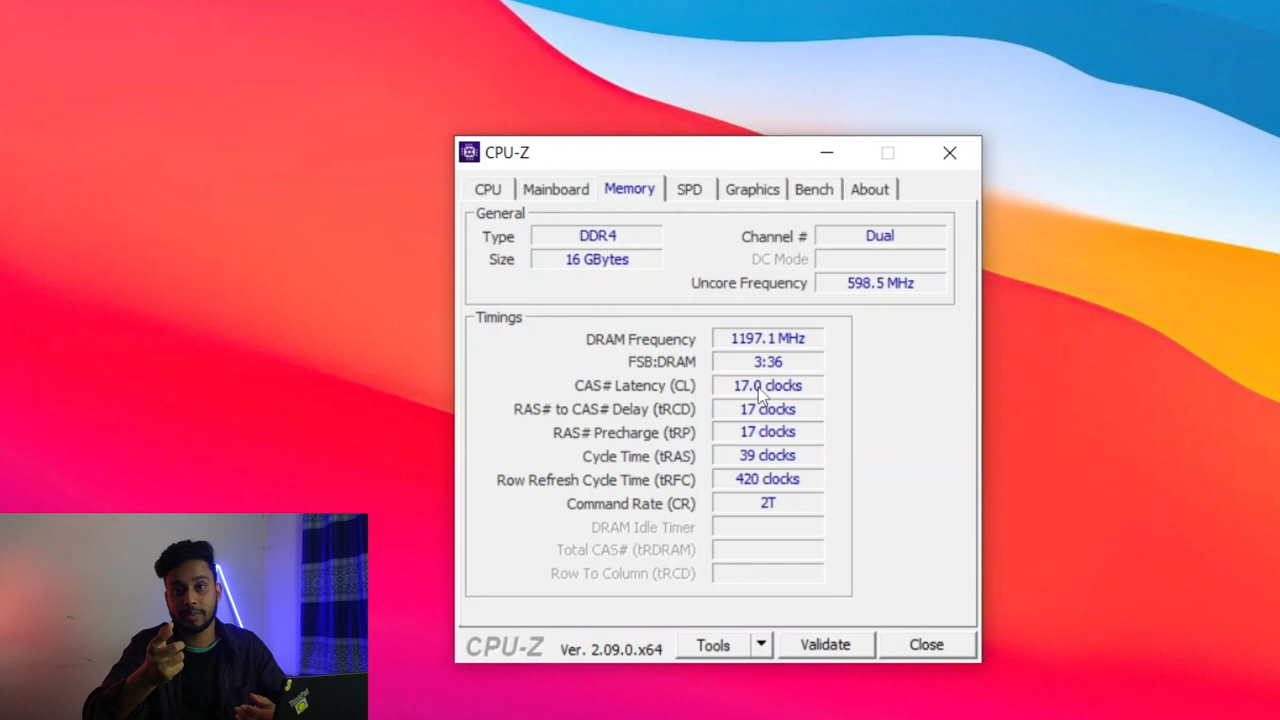 CPU-Z
CPU Mainboard Memory SPD Graphics Bench About
General
Type DDR4 Channel # Dual
Size 16 GBytes DC Mode
Uncore Frequency 598.5 MHz
Timings
DRAM Frequency 1197.1 MHz
FSB:DRAM 3:36
CAS# Latency (CL) 17.0 clocks
RAS# to CAS# Delay (tRCD) 17 clocks
RAS# Precharge (tRP) 17 clocks
Cycle Time (tRAS) 39 clocks
Row Refresh Cycle Time (tRFC) 420 clocks
Command Rate (CR) 2T
DRAM Idle Timer
Total CAS# (tRDRAM)
Row To Column (tRCD)
CPU-Z Ver. 2.09.0.x64 Tools Validate Close
ThinkPad